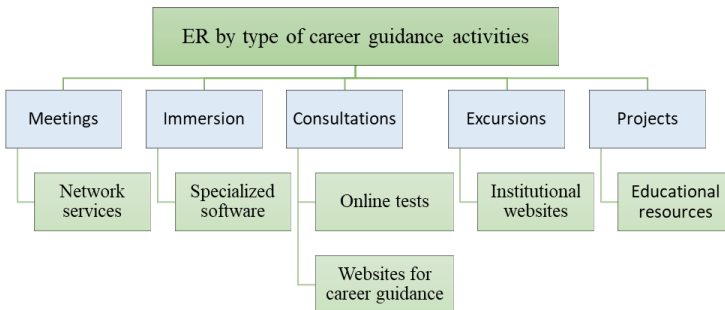 ER by type of career guidance activities
Meetings
Immersion
Consultations
Excursions
Projects
Network
services
Specialized
software
Online tests
Institutional
websites
Educational
resources
Websites for
career guidance